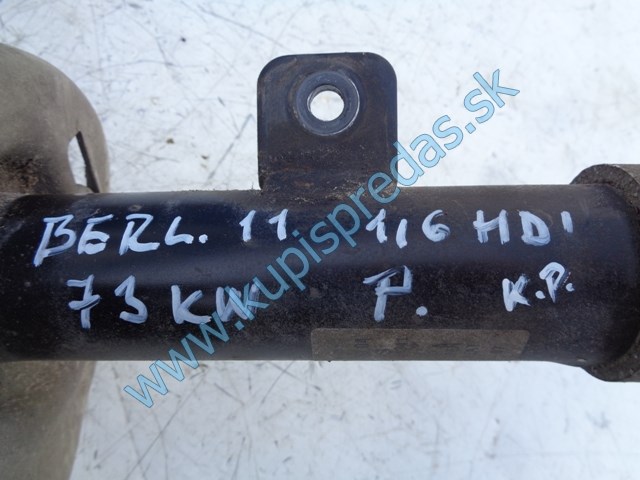 BERL. 11 1,6 HDI
73 KW P. K.P.
www.kupispredas.sk